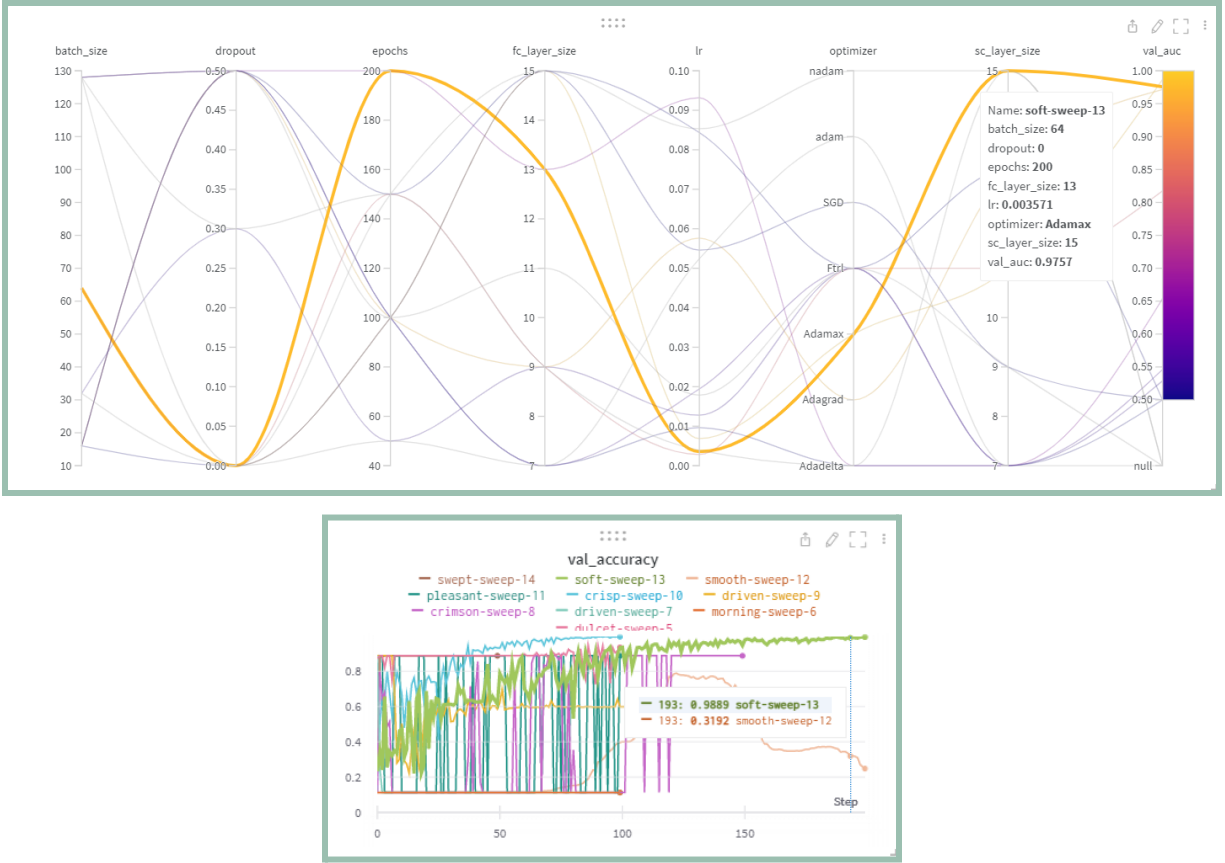 batch_size dropout epochs fc_layer_size lr optimizer sc_layer_size val_auc
130 0.50 200 15 0.10 nadam 15 1.00
120 0.45 180 14 0.09 adam 0.95
110 0.40 160 13 0.08 SGD 0.90
100 0.35 140 12 0.07 Ftrl 0.85
90 0.30 120 11 0.06 Adamax 10 0.80
80 0.25 100 10 0.05 Adagrad 9 0.75
70 0.20 80 9 0.04 Adadelta 8 0.70
60 0.15 60 8 0.03 7 0.65
50 0.10 40 7 0.02 0.60
40 0.05 0.01 0.55
30 0.00 0.00 0.50
20 null
10
Name: soft-sweep-13
batch_size: 64
dropout: 0
epochs: 200
fc_layer_size: 13
lr: 0.003571
optimizer: Adamax
sc_layer_size: 15
val_auc: 0.9757
val_accuracy
swept-sweep-14 soft-sweep-13 smooth-sweep-12
pleasant-sweep-11 crisp-sweep-10 driven-sweep-9
crimson-sweep-8 driven-sweep-7 morning-sweep-6
dulcet-sweep-5
0.8
0.6
0.4
0.2
0
193: 0.9889 soft-sweep-13
193: 0.3192 smooth-sweep-12
Step
0 50 100 150